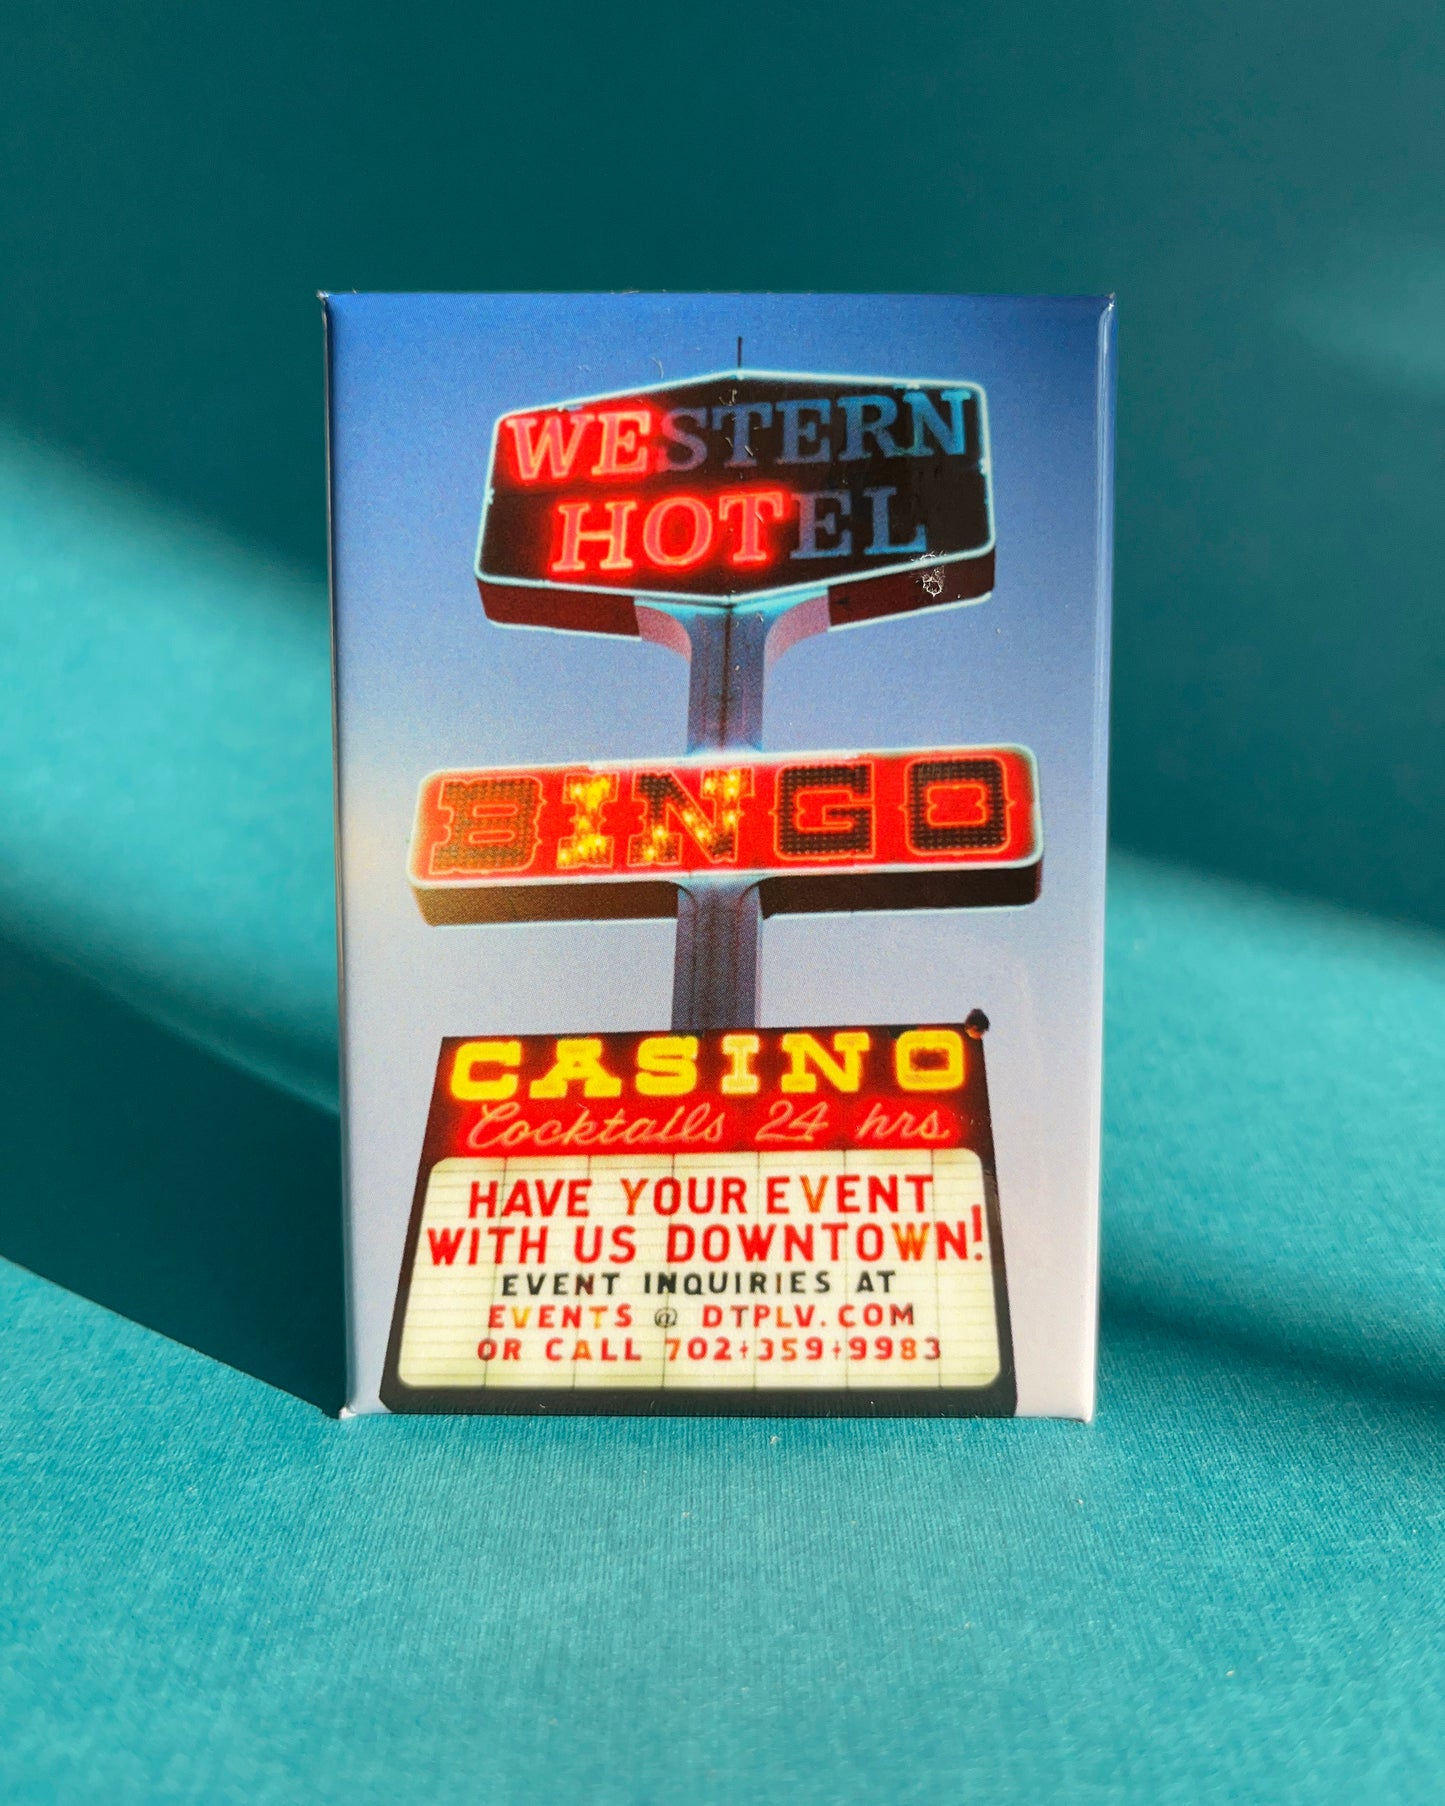 WESTERN
HOTEL
BINGO
CASINO
Cocktails 24 hrs.
HAVE YOUR EVENT
WITH US DOWNTOWN!
EVENT INQUIRIES AT
EVENTS @ DTPLV.COM
OR CALL 702+359+9983